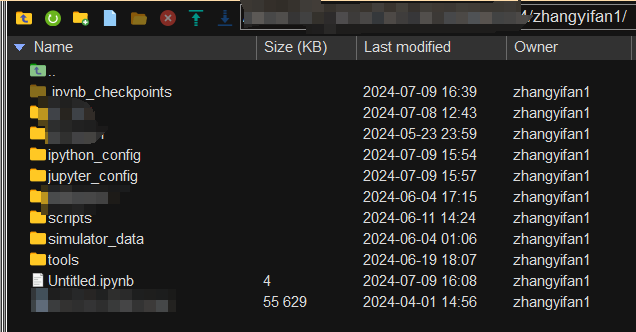 /zhangyifan1/
Name Size (KB) Last modified Owner
..
.ipynb_checkpoints 2024-07-09 16:39 zhangyifan1
2024-07-08 12:43 zhangyifan1
2024-05-23 23:59 zhangyifan1
ipython_config 2024-07-09 15:54 zhangyifan1
jupyter_config 2024-07-09 15:57 zhangyifan1
2024-06-04 17:15 zhangyifan1
scripts 2024-06-11 14:24 zhangyifan1
simulator_data 2024-06-04 01:06 zhangyifan1
tools 2024-06-19 18:07 zhangyifan1
Untitled.ipynb 4 2024-07-09 16:08 zhangyifan1
55 629 2024-04-01 14:56 zhangyifan1